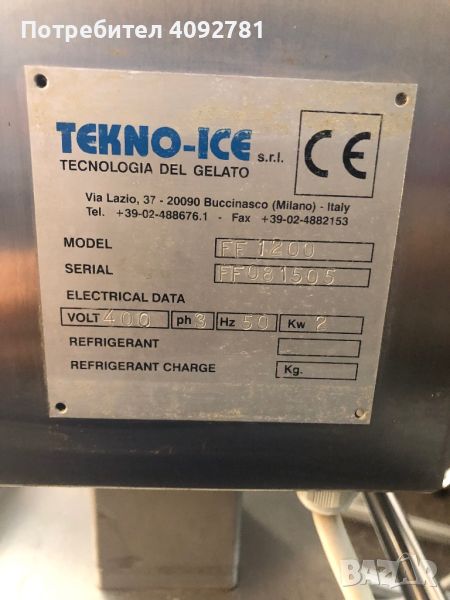 Потребител 4092781
TEKNO-ICE s.r.l.
TECNOLOGIA DEL GELATO
CE
Via Lazio, 37 - 20090 Buccinasco (Milano) - Italy
Tel. +39-02-488676.1 - Fax +39-02-4882153
MODEL FF 1200
SERIAL FF081505
ELECTRICAL DATA
VOLT 400 ph 3 Hz 50 Kw 2
REFRIGERANT
REFRIGERANT CHARGE Kg.
BAZAR